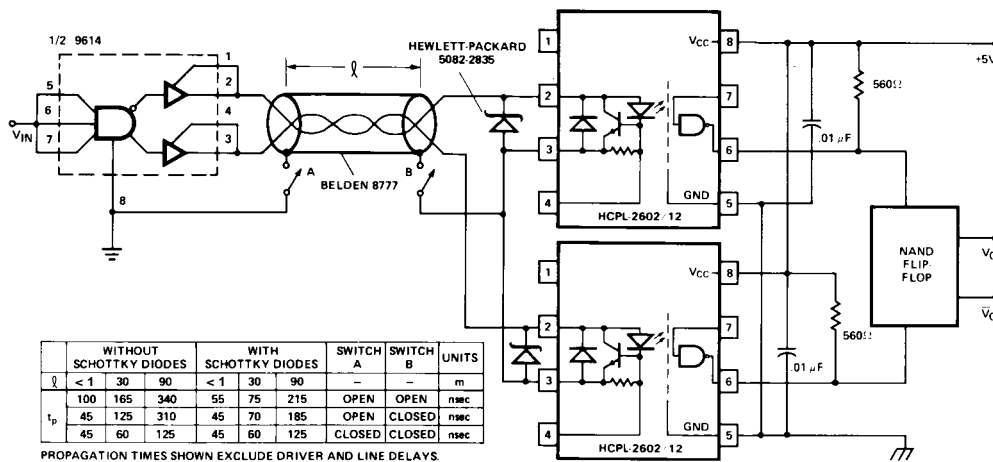 1/2 9614
1
2
4
3
5
6
7
VIN
8
ℓ
A
B
BELDEN 8777
HEWLETT-PACKARD
5082-2835
1
2
3
4
VCC
8
7
6
GND
5
HCPL-2602/12
+5V
560Ω
.01 μF
NAND
FLIP-
FLOP
1
2
3
4
VCC
8
7
6
GND
5
HCPL-2602/12
560Ω
.01 μF
WITHOUT SCHOTTKY DIODES WITH SCHOTTKY DIODES SWITCH A SWITCH B UNITS
ℓ < 1 30 90 < 1 30 90 – – m
tp 100 165 340 55 75 215 OPEN OPEN nsec
45 125 310 45 70 185 OPEN CLOSED nsec
45 60 125 45 60 125 CLOSED CLOSED nsec
PROPAGATION TIMES SHOWN EXCLUDE DRIVER AND LINE DELAYS.